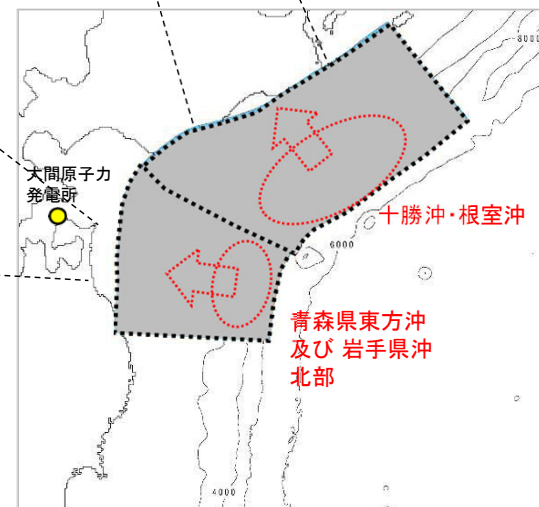 8000
大間原子力
発電所
十勝沖・根室沖
6000
青森県東方沖
及び 岩手県沖
北部
4000